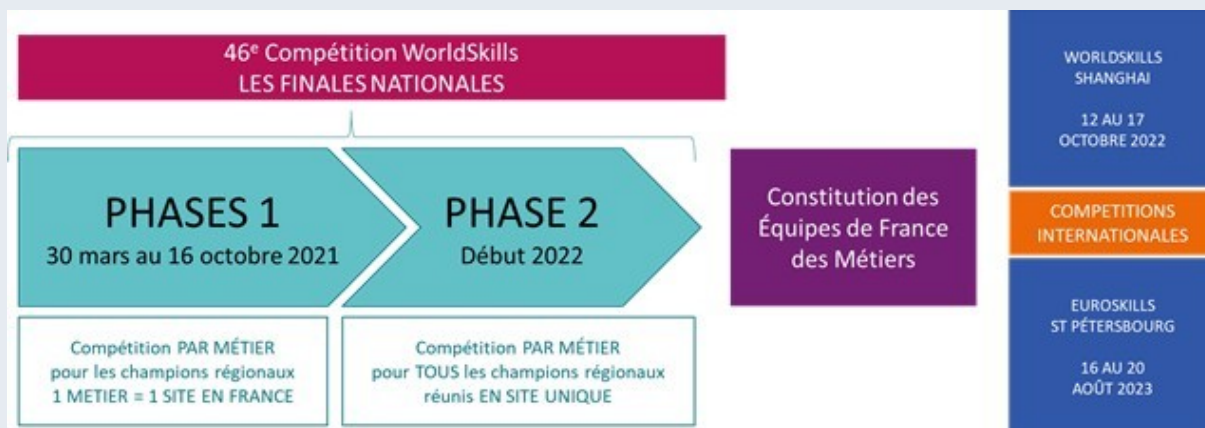 46e Compétition WorldSkills
LES FINALES NATIONALES
PHASES 1
30 mars au 16 octobre 2021
PHASE 2
Début 2022
Compétition PAR MÉTIER
pour les champions régionaux
1 METIER = 1 SITE EN FRANCE
Compétition PAR MÉTIER
pour TOUS les champions régionaux
réunis EN SITE UNIQUE
Constitution des
Équipes de France
des Métiers
WORLDSKILLS
SHANGHAI
12 AU 17
OCTOBRE 2022
COMPETITIONS
INTERNATIONALES
EUROSKILLS
ST PÉTERSBOURG
16 AU 20
AOÛT 2023